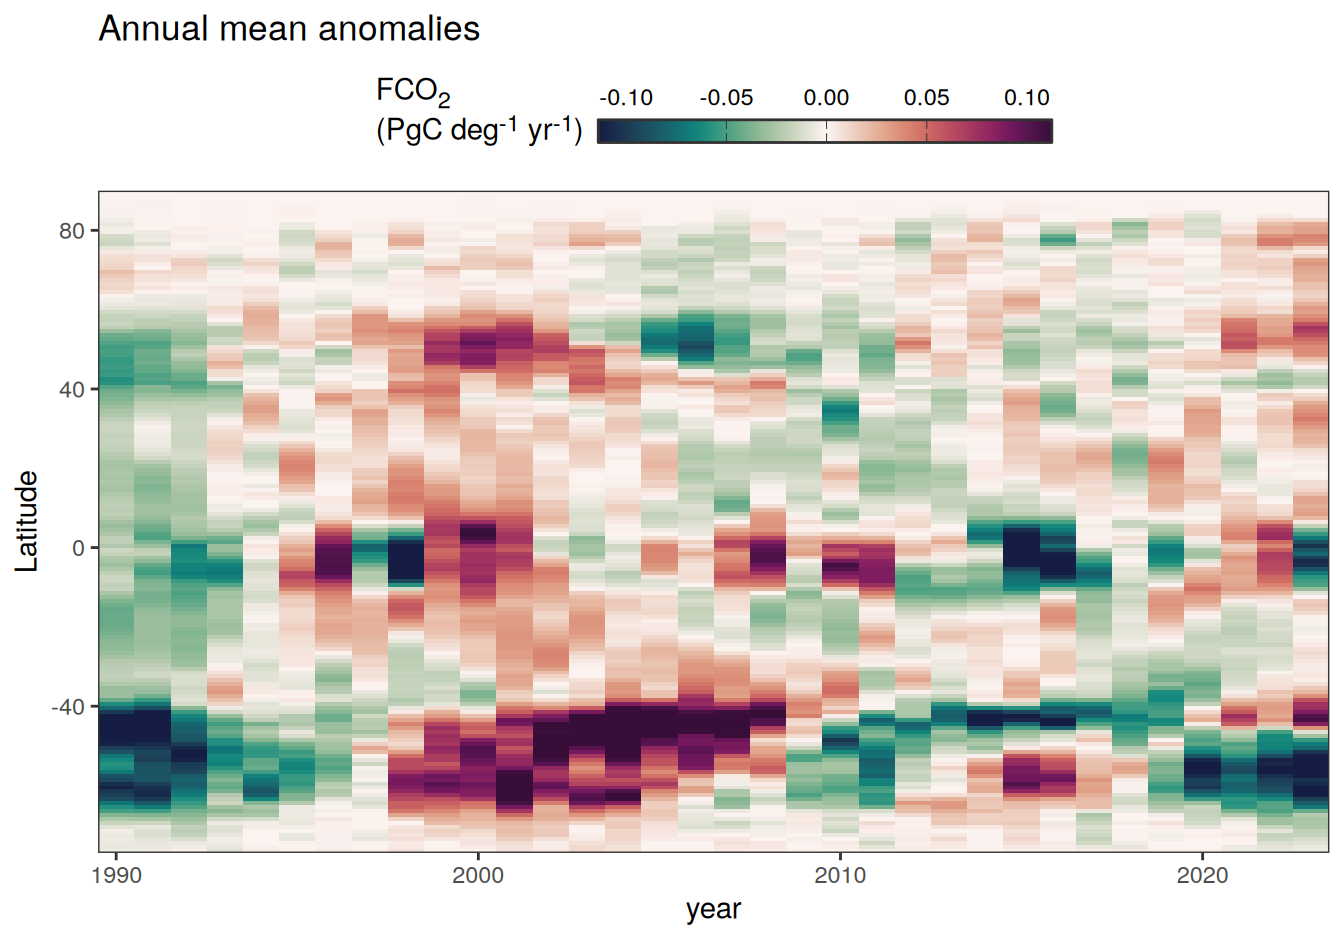 Annual mean anomalies
FCO₂
(PgC deg⁻¹ yr⁻¹)
-0.10 -0.05 0.00 0.05 0.10
Latitude
80
40
0
-40
1990 2000 2010 2020
year